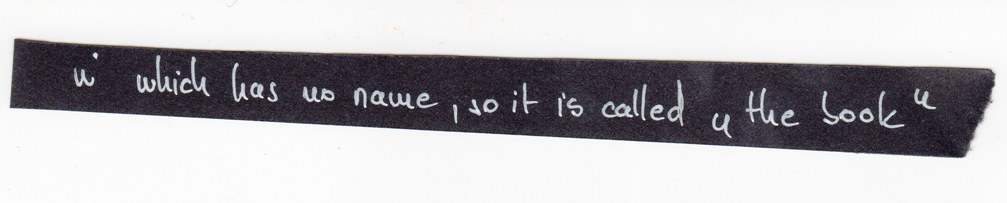 which has no name, so it is called „the book“